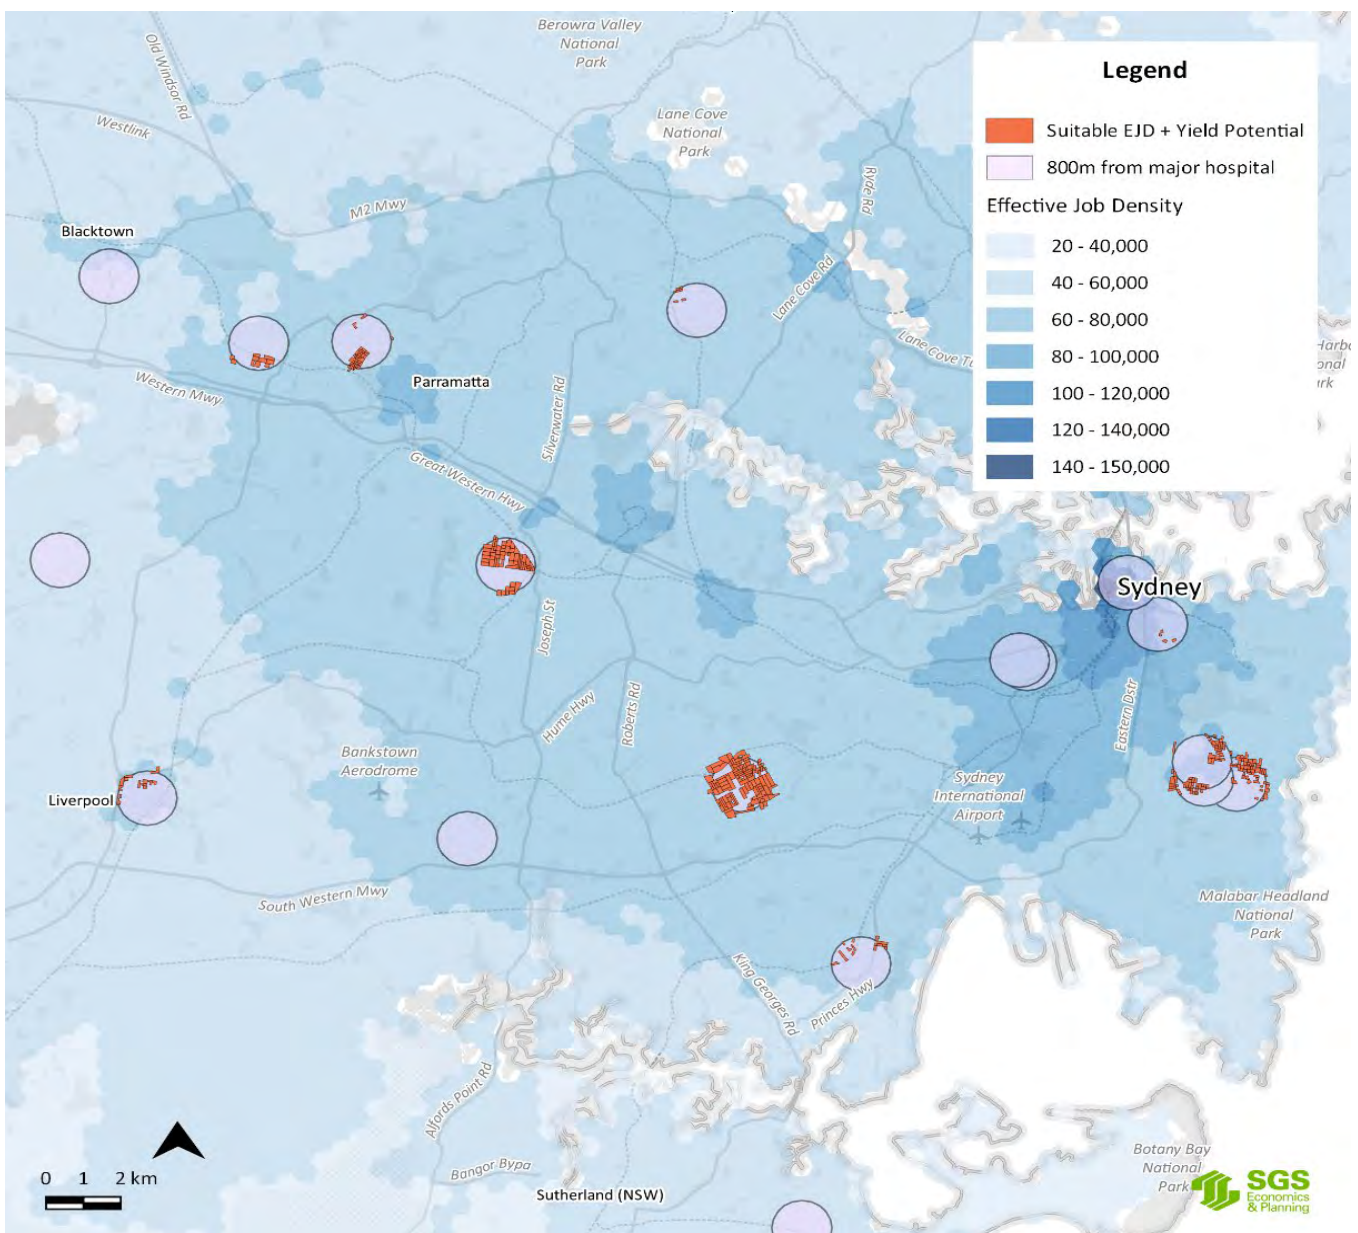 Berowra Valley
National
Park
Old Windsor Rd
Westlink
Lane Cove
National
Park
Ryde Rd
M2 Mwy
Blacktown
Lane Cove Rd
Lane Cove
Western Mwy
Parramatta
Silverwater Rd
Great Western Hwy
Joseph St
Sydney
Hume Hwy
Roberts Rd
Eastern Dstr
Bankstown
Aerodrome
Sydney
International
Airport
Liverpool
South Western Mwy
Malabar Headland
National
Park
King Georges Rd
Princes Hwy
Alfords Point Rd
Bangor Bypa
Sutherland (NSW)
Botany Bay
National
Park
0 1 2 km
Legend
Suitable EJD + Yield Potential
800m from major hospital
Effective Job Density
20 - 40,000
40 - 60,000
60 - 80,000
80 - 100,000
100 - 120,000
120 - 140,000
140 - 150,000
SGS
Economics
& Planning